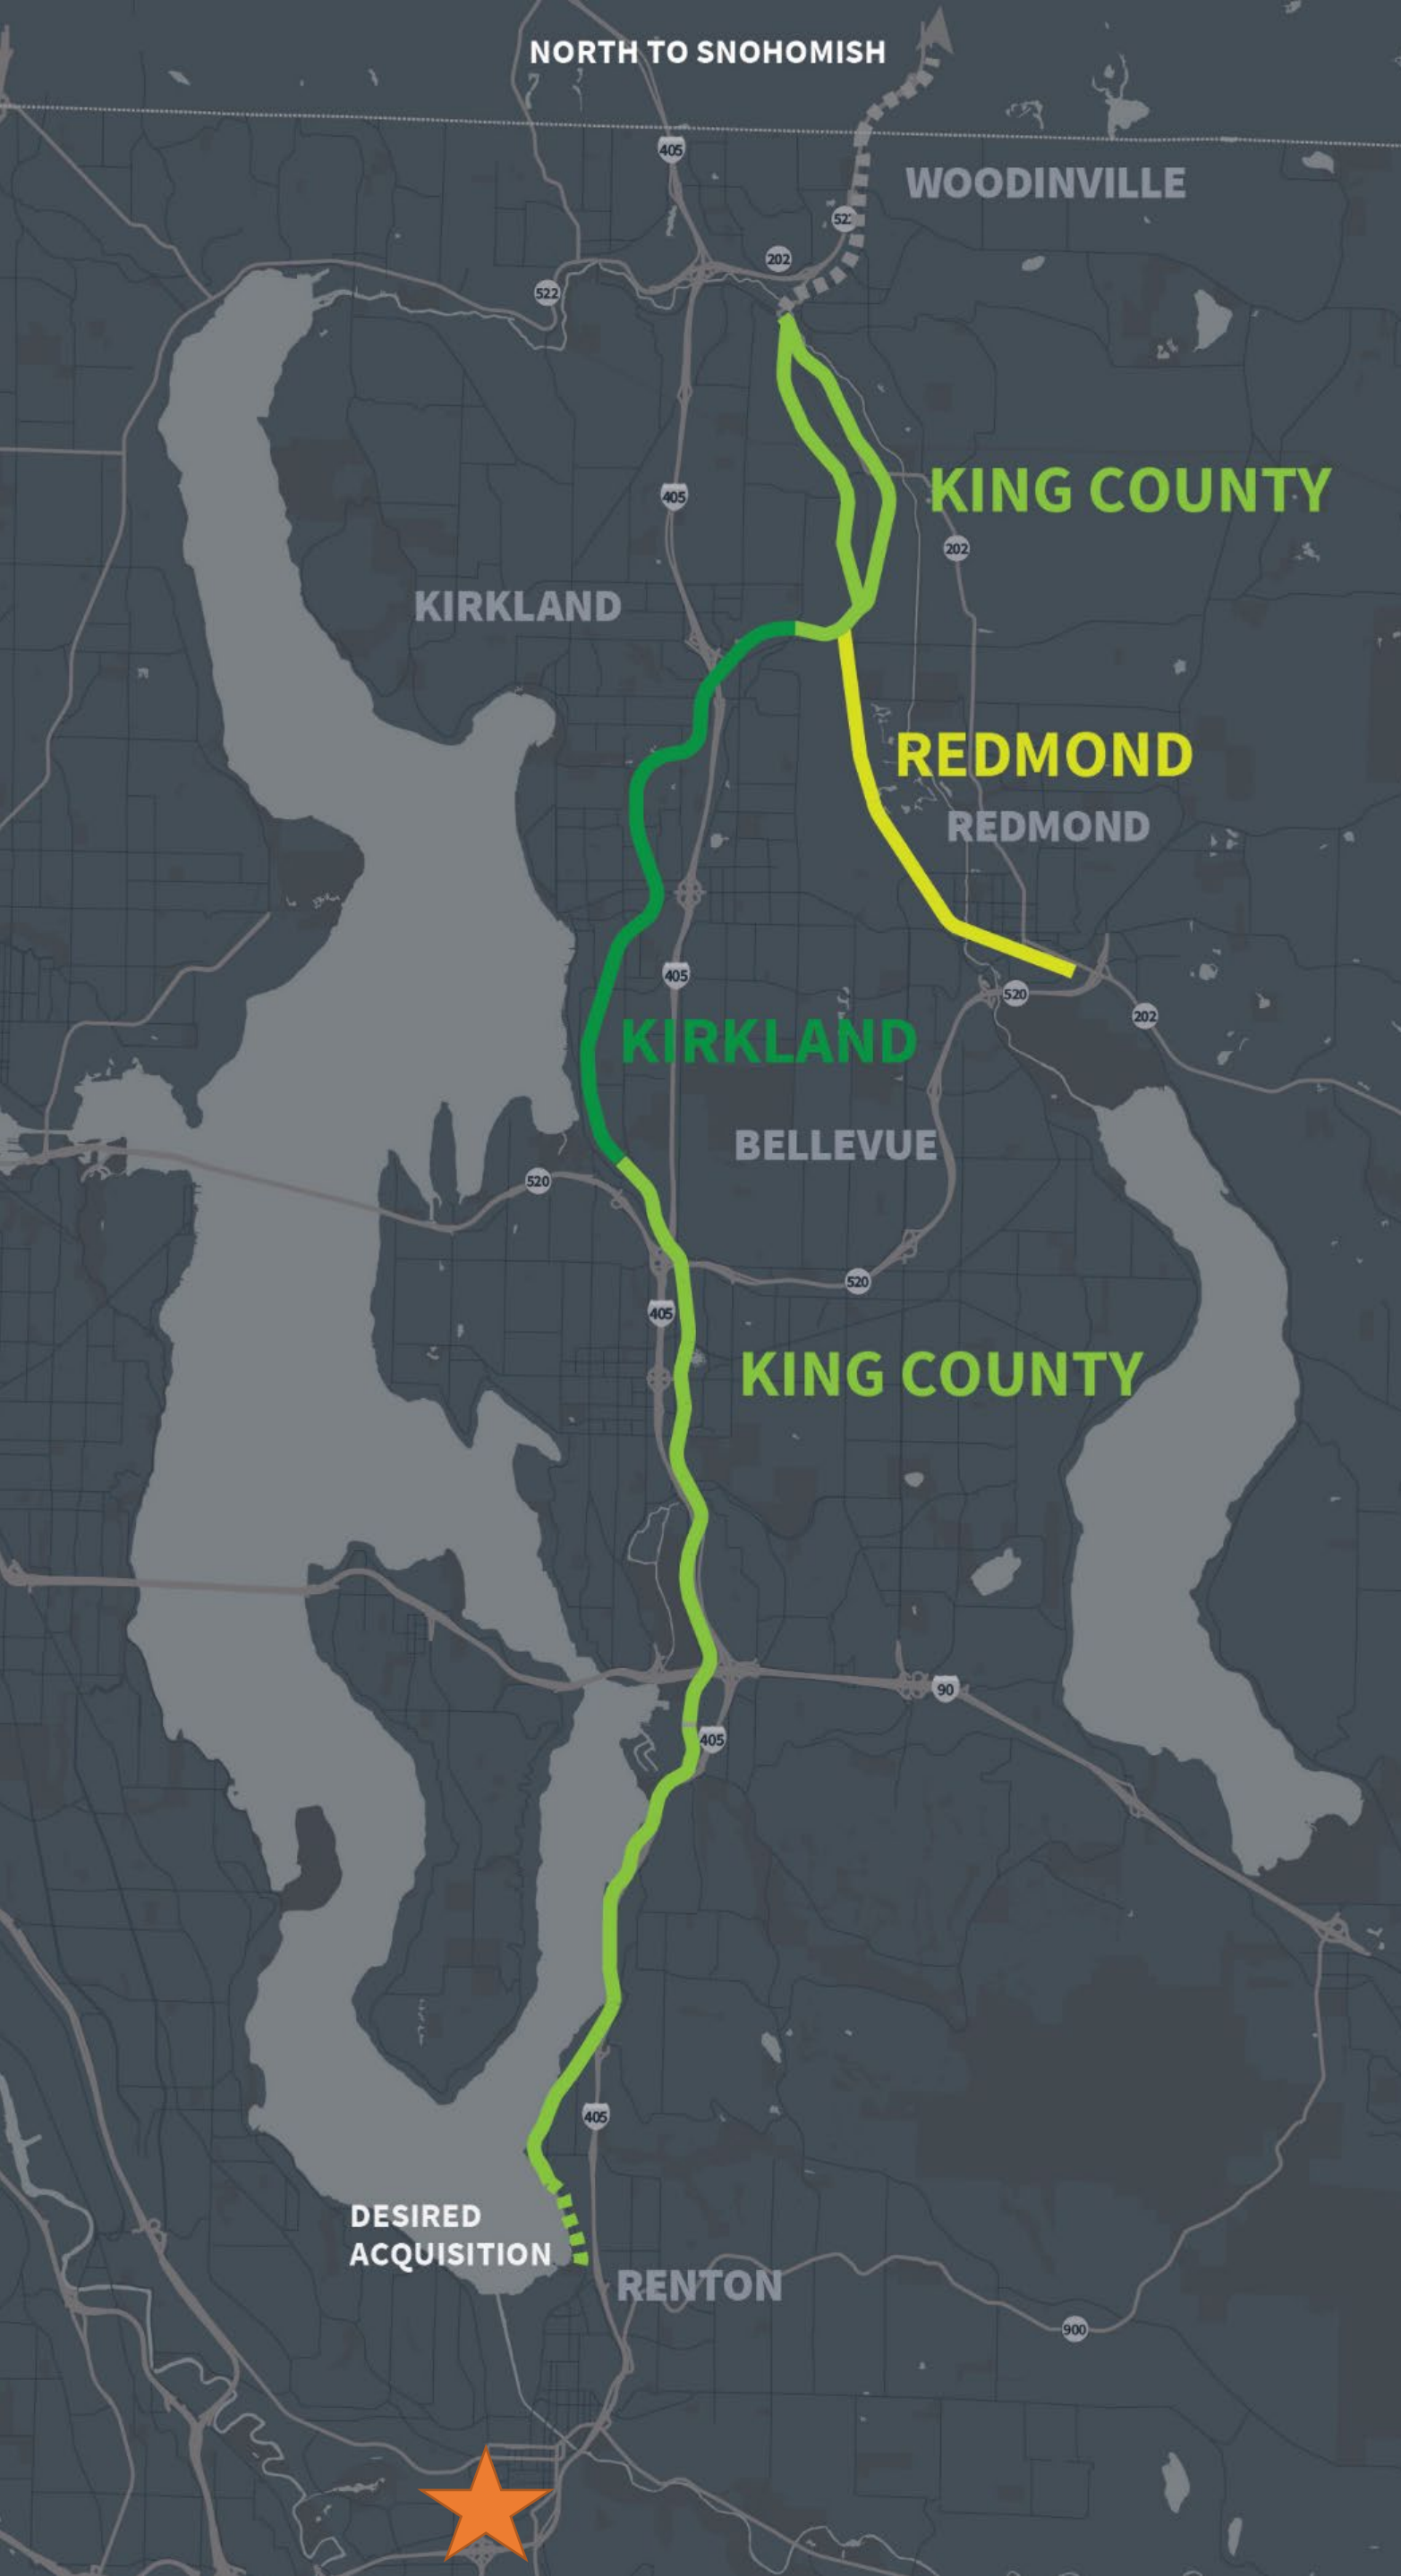 NORTH TO SNOHOMISH
405
WOODINVILLE
522
202
522
KING COUNTY
405
202
KIRKLAND
REDMOND
REDMOND
405
520
202
KIRKLAND
BELLEVUE
520
520
405
KING COUNTY
90
405
405
DESIRED
ACQUISITION
RENTON
900